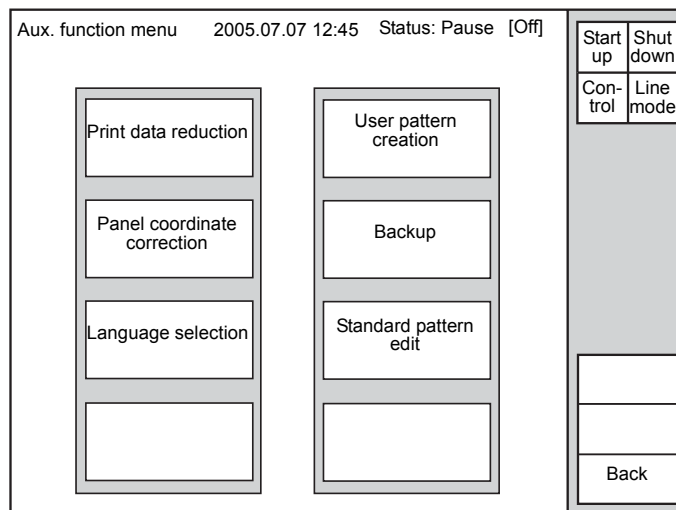 Aux. function menu 2005.07.07 12:45 Status: Pause [Off]
Start
up
Shut
down
Con-
trol
Line
mode
Print data reduction
User pattern
creation
Panel coordinate
correction
Backup
Language selection
Standard pattern
edit
Back